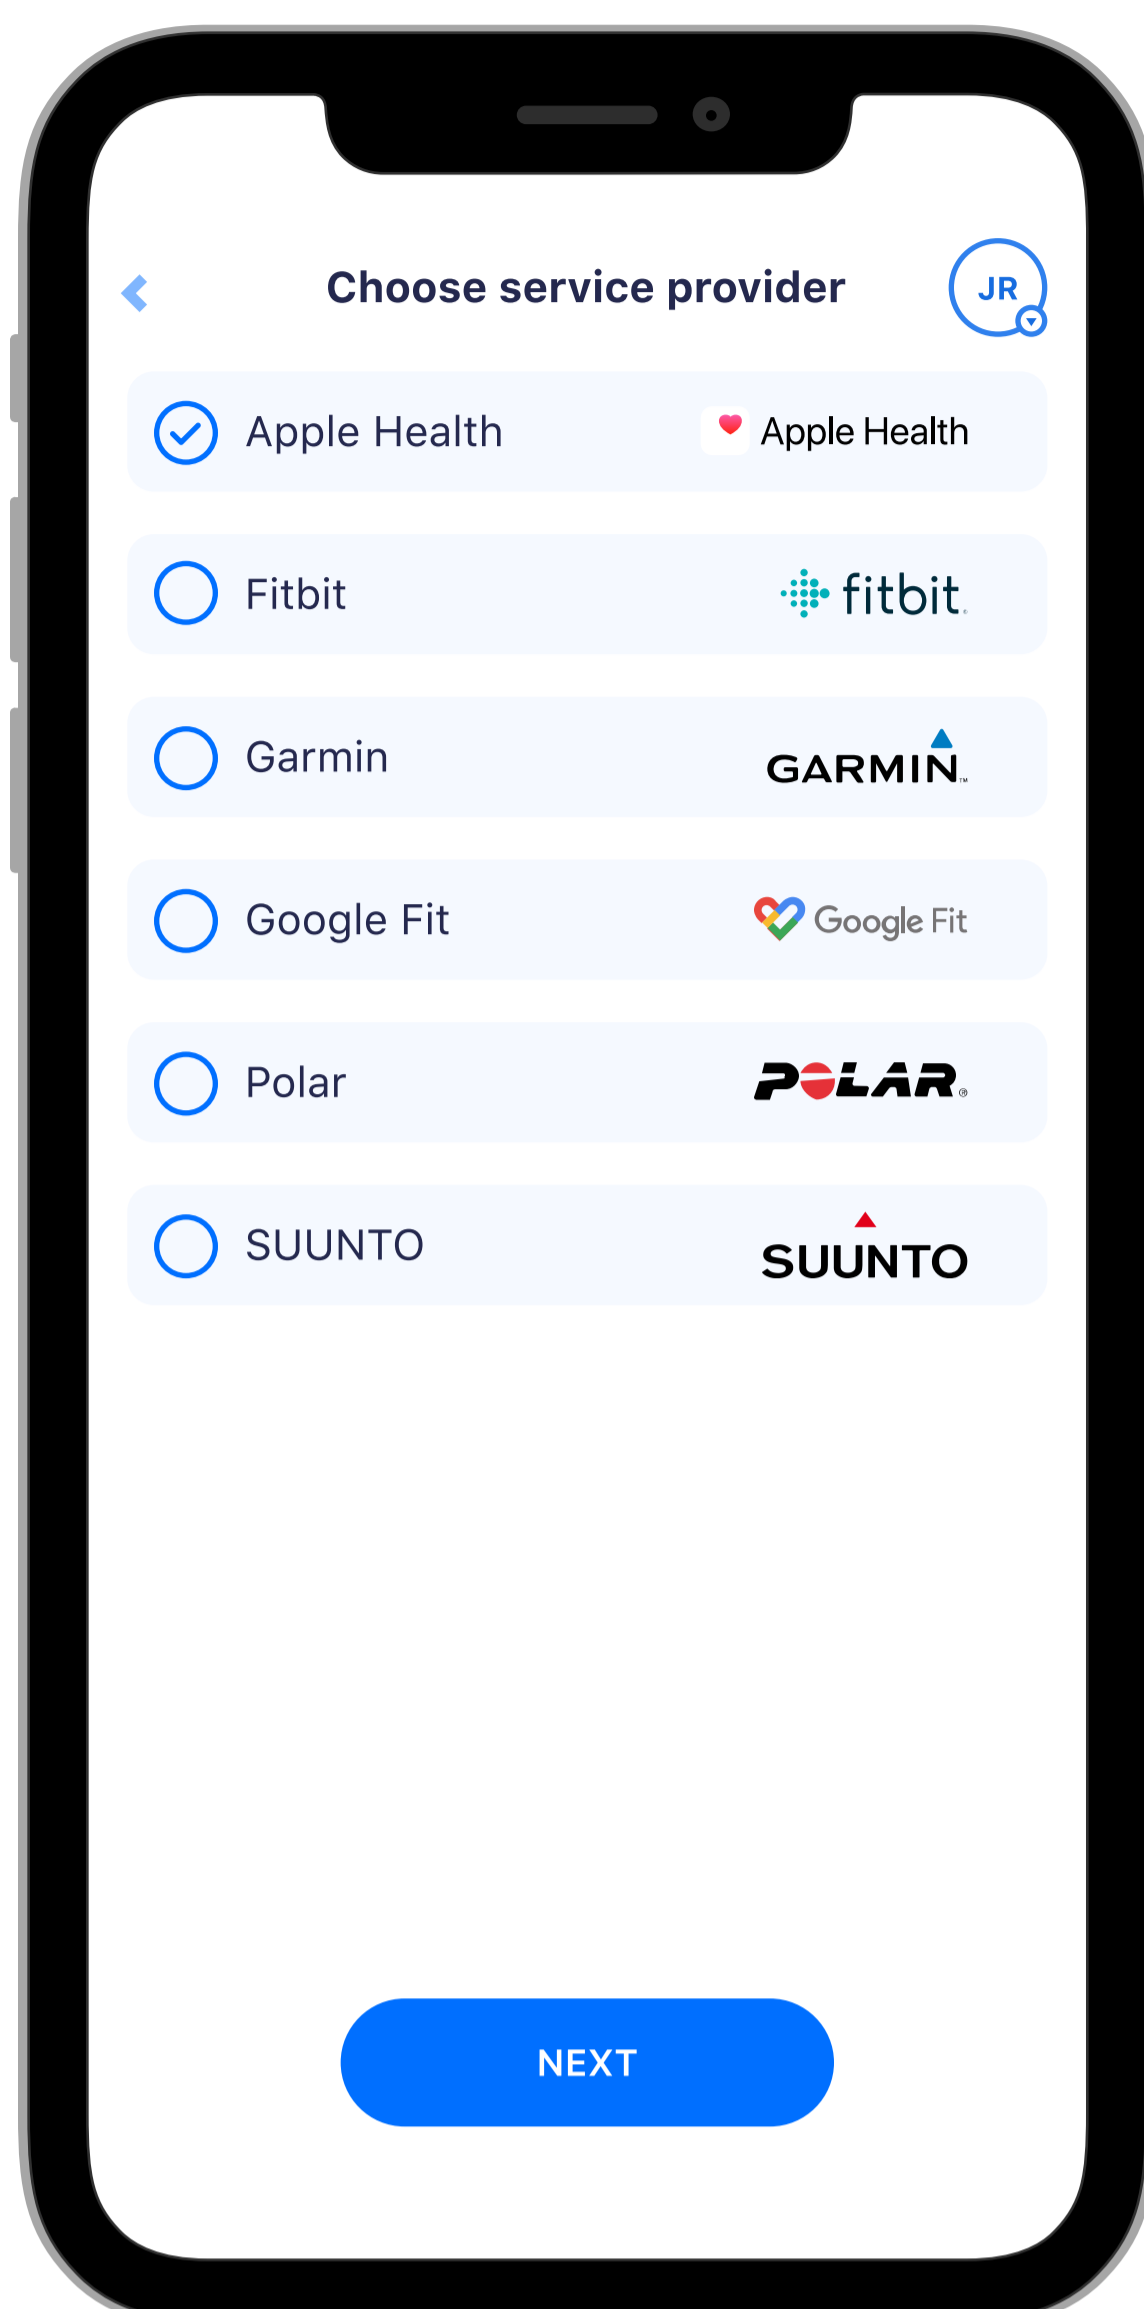 Choose service provider
JR
Apple Health
Apple Health
Fitbit
fitbit®
Garmin
GARMIN™
Google Fit
Google Fit
Polar
POLAR®
SUUNTO
SUUNTO
NEXT